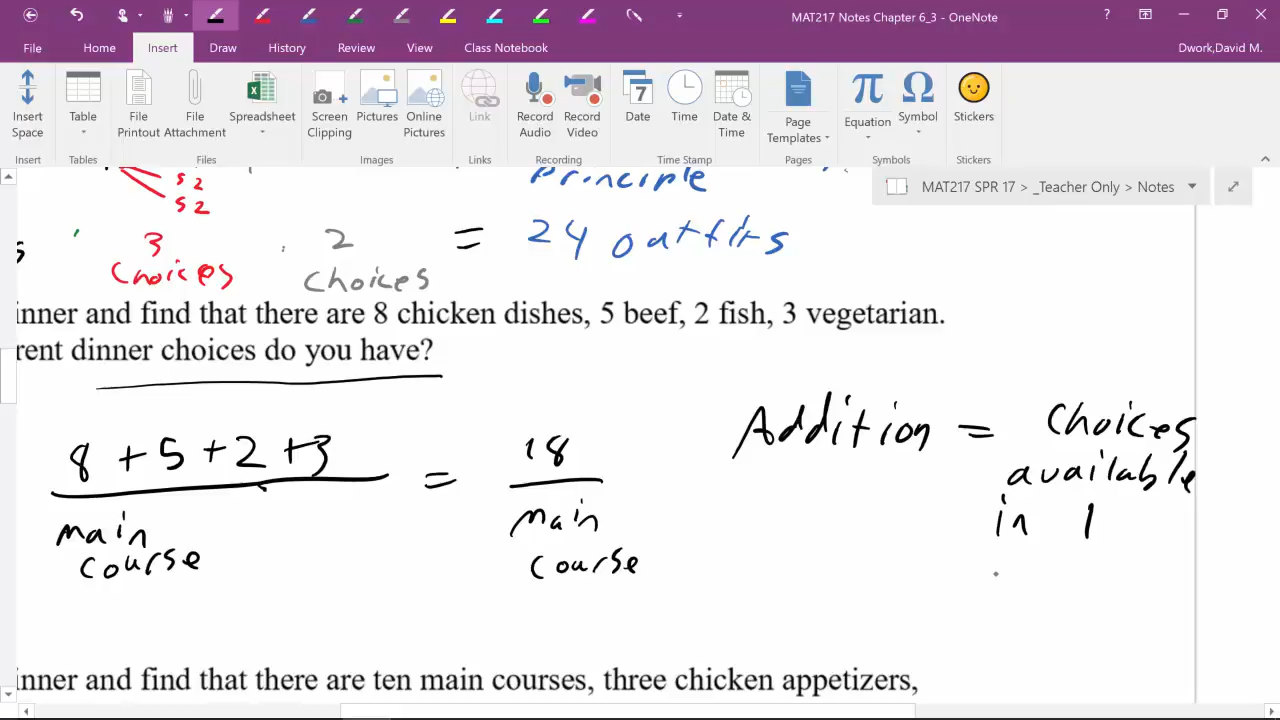 MAT217 Notes Chapter 6_3 - OneNote
File Home Insert Draw History Review View Class Notebook Dwork,David M.
Insert Space
Table
File Printout
File Attachment
Spreadsheet
Screen Clipping
Pictures
Online Pictures
Link
Record Audio
Record Video
Date
Time
Date & Time
Page Templates
Equation
Symbol
Stickers
Insert Tables Files Images Links Recording Time Stamp Pages Symbols Stickers
MAT217 SPR 17 > _Teacher Only > Notes
s2
s2
Principle
3 choices · 2 choices = 24 outfits
inner and find that there are 8 chicken dishes, 5 beef, 2 fish, 3 vegetarian.
rent dinner choices do you have?
8 + 5 + 2 + 3 = 18
main course
main course
Addition = choices
available
in 1
inner and find that there are ten main courses, three chicken appetizers,